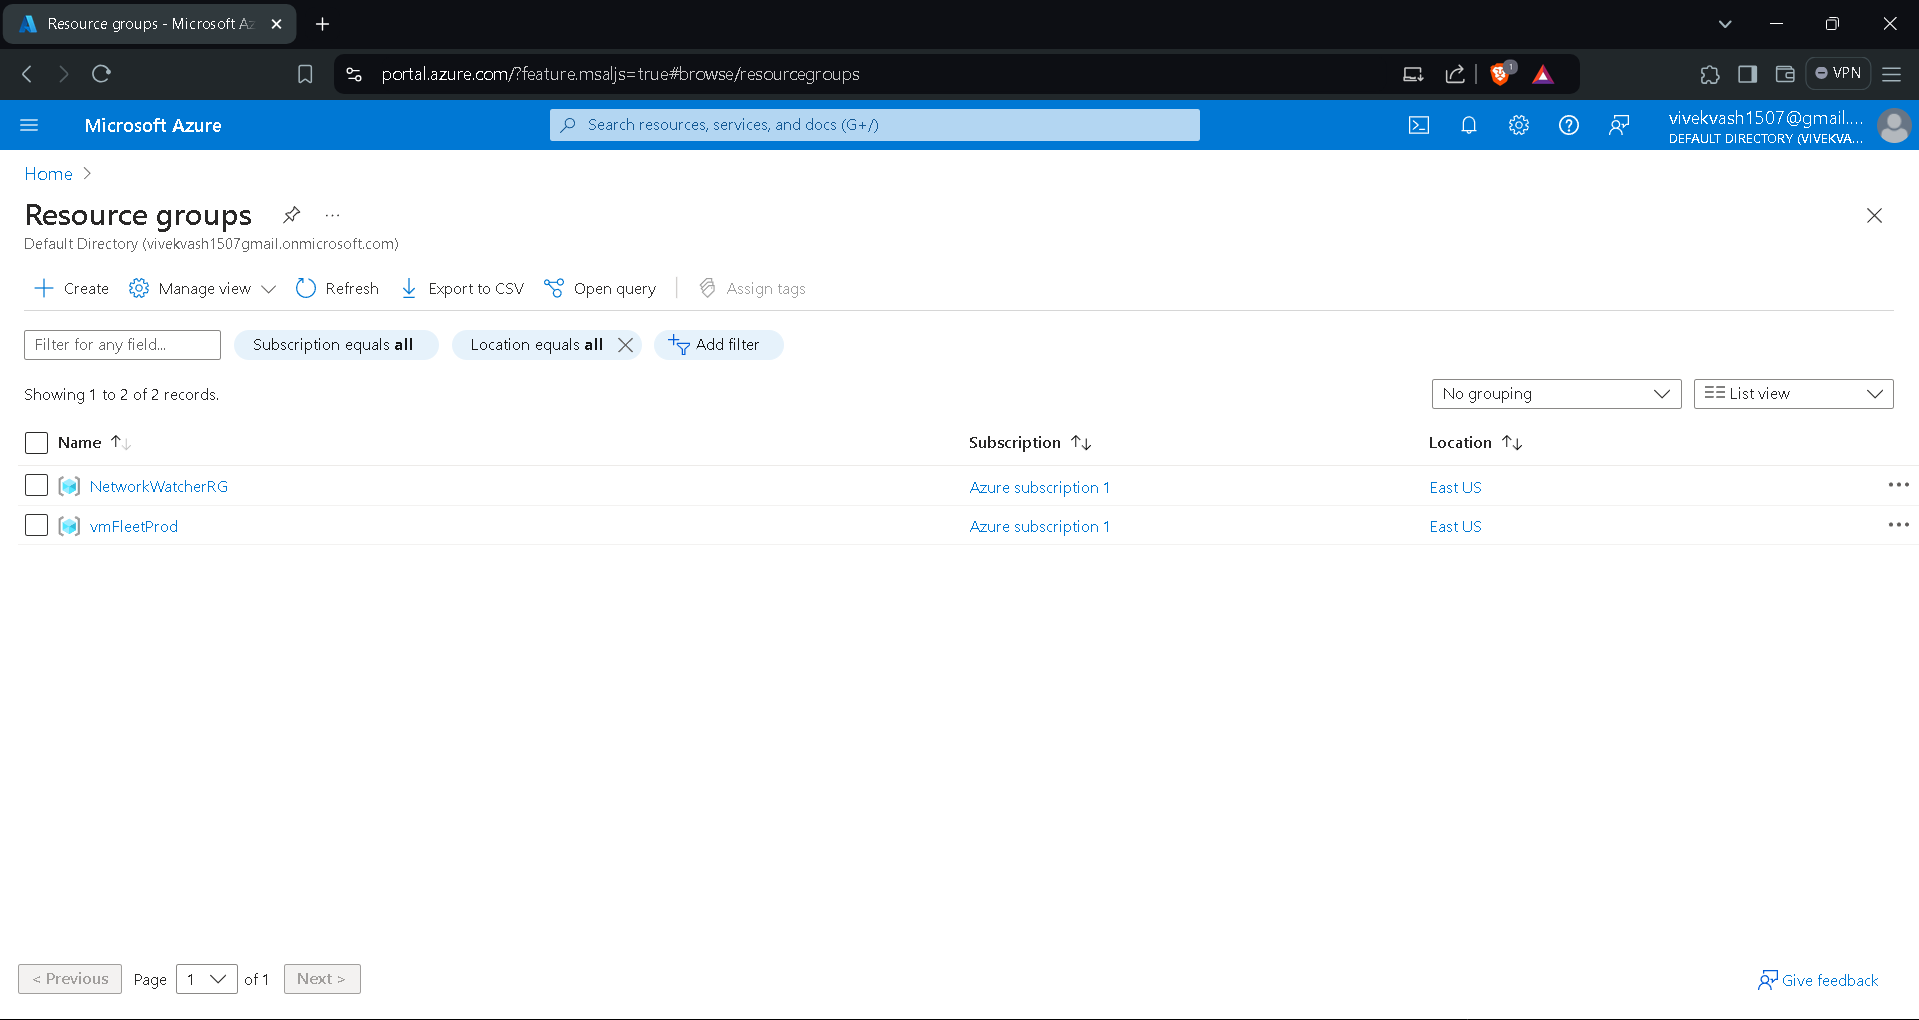 Resource groups - Microsoft Az
portal.azure.com/?feature.msaljs=true#browse/resourcegroups
1
VPN
Microsoft Azure
Search resources, services, and docs (G+/)
vivekvash1507@gmail....
DEFAULT DIRECTORY (VIVEKVA...
Home
Resource groups
Default Directory (vivekvash1507gmail.onmicrosoft.com)
Create Manage view Refresh Export to CSV Open query Assign tags
Filter for any field... Subscription equals all Location equals all Add filter
Showing 1 to 2 of 2 records. No grouping List view
Name Subscription Location
NetworkWatcherRG Azure subscription 1 East US
vmFleetProd Azure subscription 1 East US
< Previous Page 1 of 1 Next > Give feedback